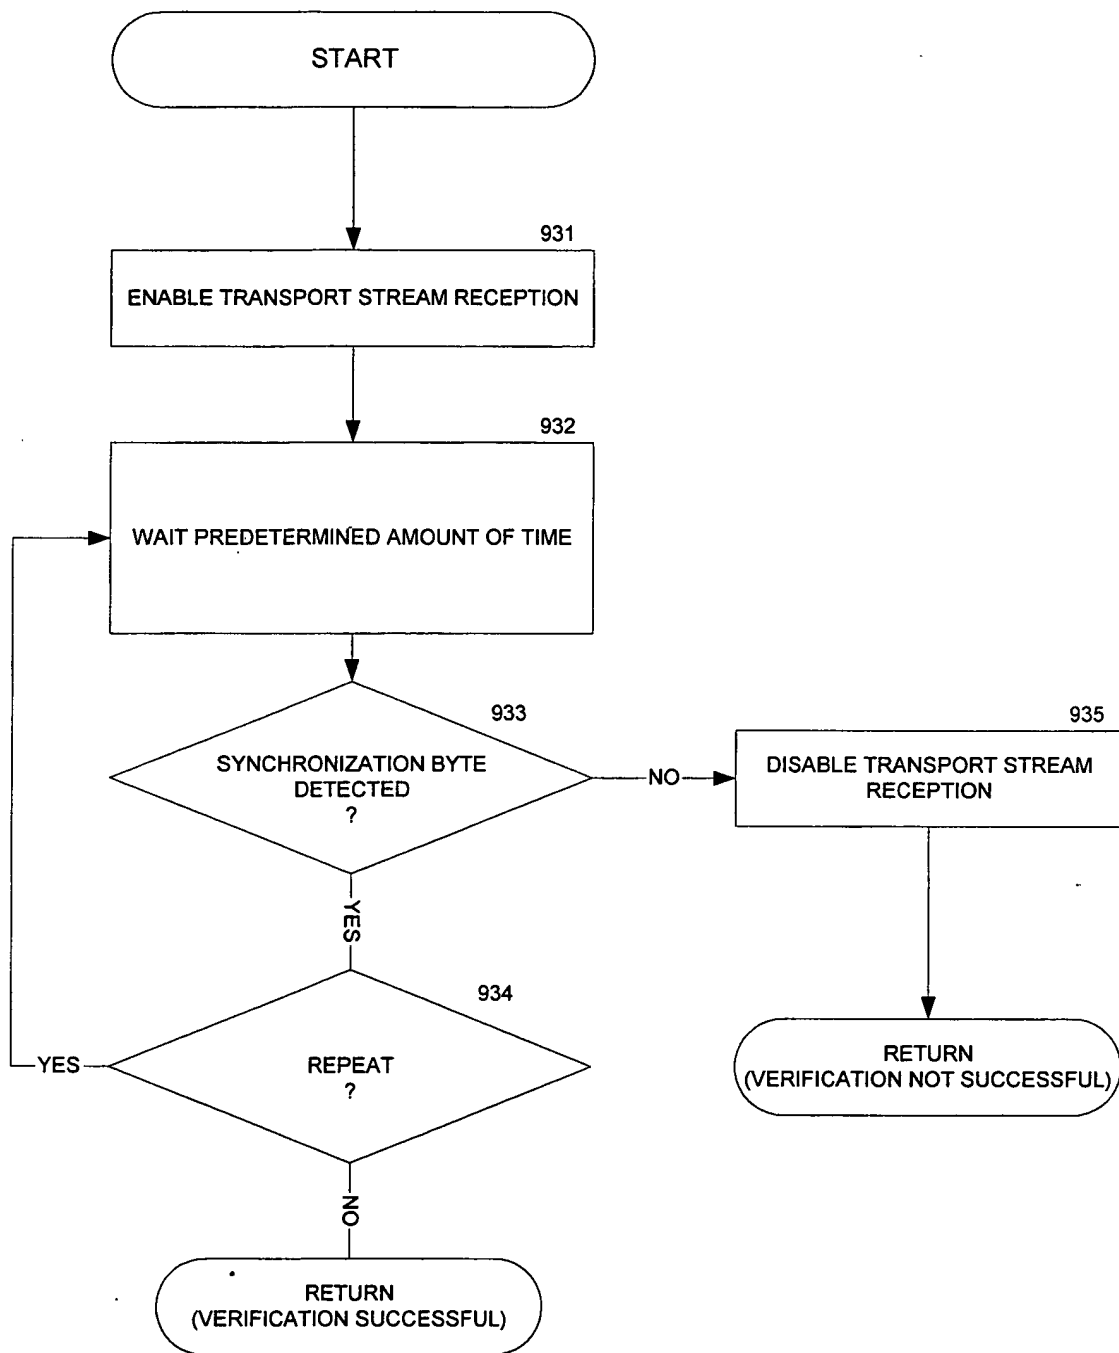 START
931
ENABLE TRANSPORT STREAM RECEPTION
932
WAIT PREDETERMINED AMOUNT OF TIME
933
SYNCHRONIZATION BYTE
DETECTED
?
NO
935
DISABLE TRANSPORT STREAM
RECEPTION
YES
934
REPEAT
?
YES
RETURN
(VERIFICATION NOT SUCCESSFUL)
NO
RETURN
(VERIFICATION SUCCESSFUL)